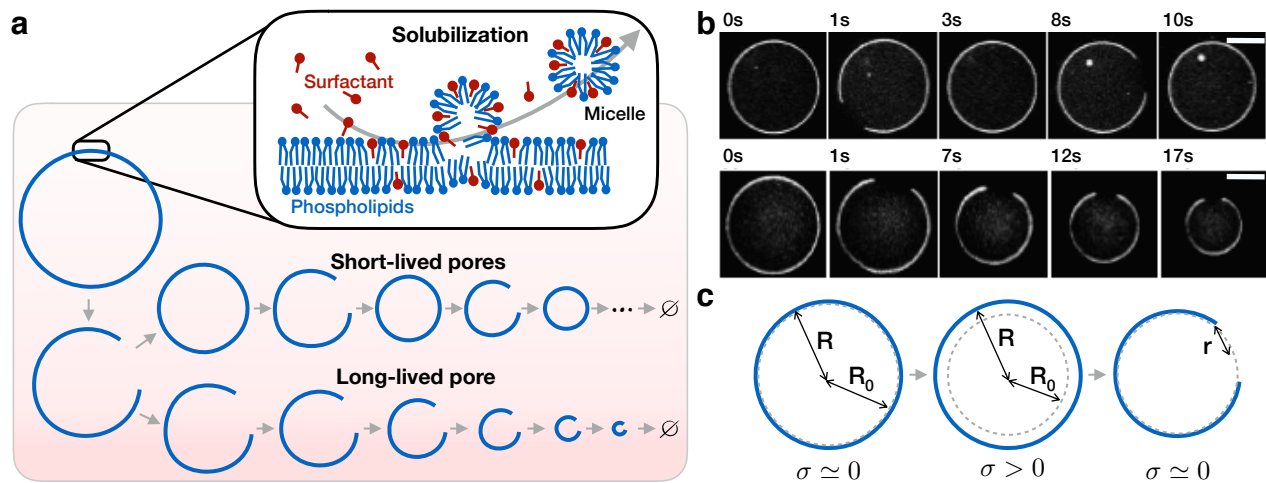 a
Solubilization
Surfactant
Micelle
Phospholipids
Short-lived pores
... ∅
Long-lived pore
∅
b
0s 1s 3s 8s 10s
0s 1s 7s 12s 17s
c
R R₀ R R₀ r
σ ≃ 0 σ > 0 σ ≃ 0